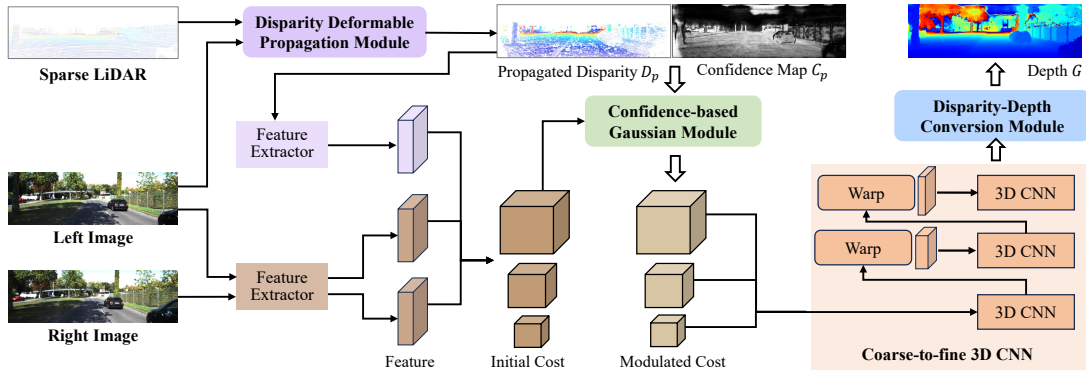 Sparse LiDAR
Disparity Deformable
Propagation Module
Propagated Disparity D_p
Confidence Map C_p
Depth G
Feature
Extractor
Confidence-based
Gaussian Module
Disparity-Depth
Conversion Module
Left Image
Right Image
Feature
Extractor
Feature
Initial Cost
Modulated Cost
Warp
3D CNN
Warp
3D CNN
3D CNN
Coarse-to-fine 3D CNN